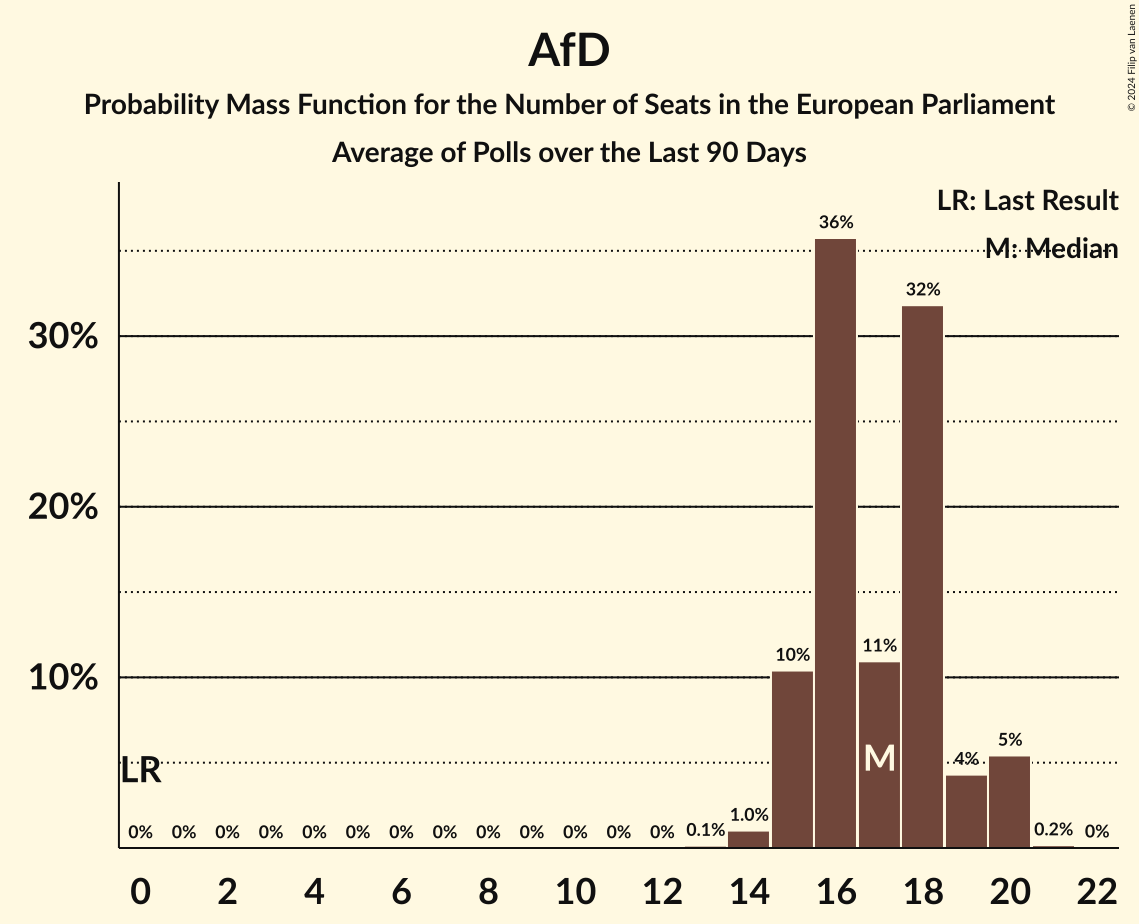 AfD
Probability Mass Function for the Number of Seats in the European Parliament
Average of Polls over the Last 90 Days
© 2024 Filip van Laenen
LR: Last Result
M: Median
36%
32%
30%
20%
11%
10%
10%
5%
4%
M
LR
1.0%
0% 0% 0% 0% 0% 0% 0% 0% 0% 0% 0% 0% 0% 0.1% 0.2% 0%
0 2 4 6 8 10 12 14 16 18 20 22